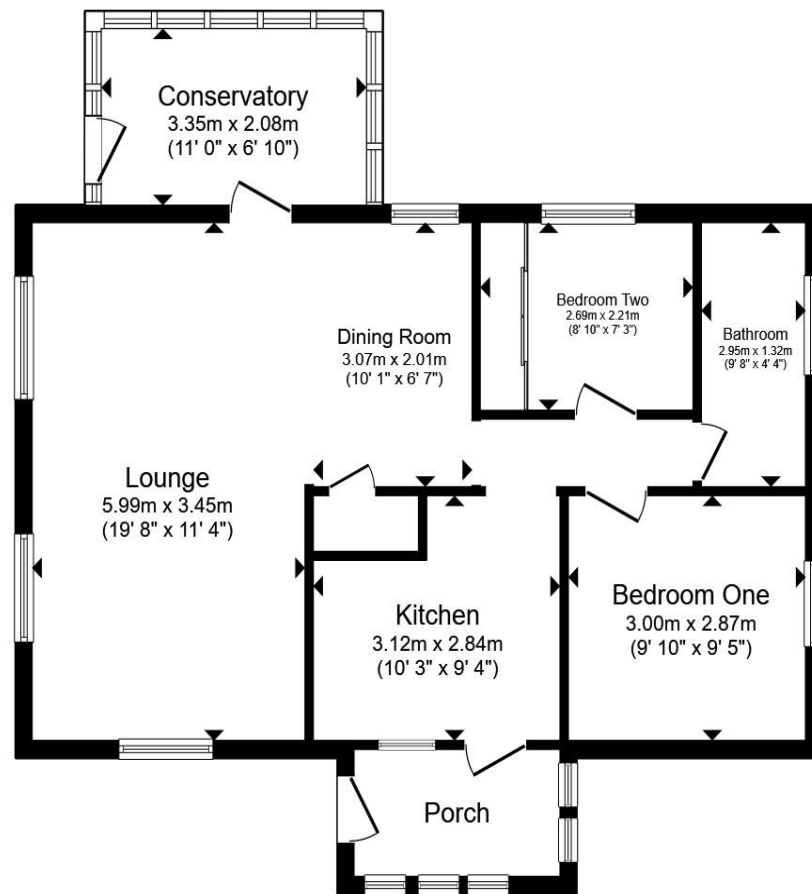 Conservatory
3.35m x 2.08m
(11' 0" x 6' 10")
Bedroom Two
2.69m x 2.21m
(8' 10" x 7' 3")
Bathroom
2.95m x 1.32m
(9' 8" x 4' 4")
Dining Room
3.07m x 2.01m
(10' 1" x 6' 7")
Lounge
5.99m x 3.45m
(19' 8" x 11' 4")
Kitchen
3.12m x 2.84m
(10' 3" x 9' 4")
Bedroom One
3.00m x 2.87m
(9' 10" x 9' 5")
Porch